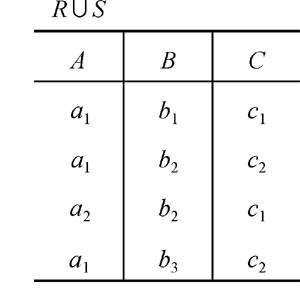 R∪S
A B C
a₁ b₁ c₁
a₁ b₂ c₂
a₂ b₂ c₁
a₁ b₃ c₂